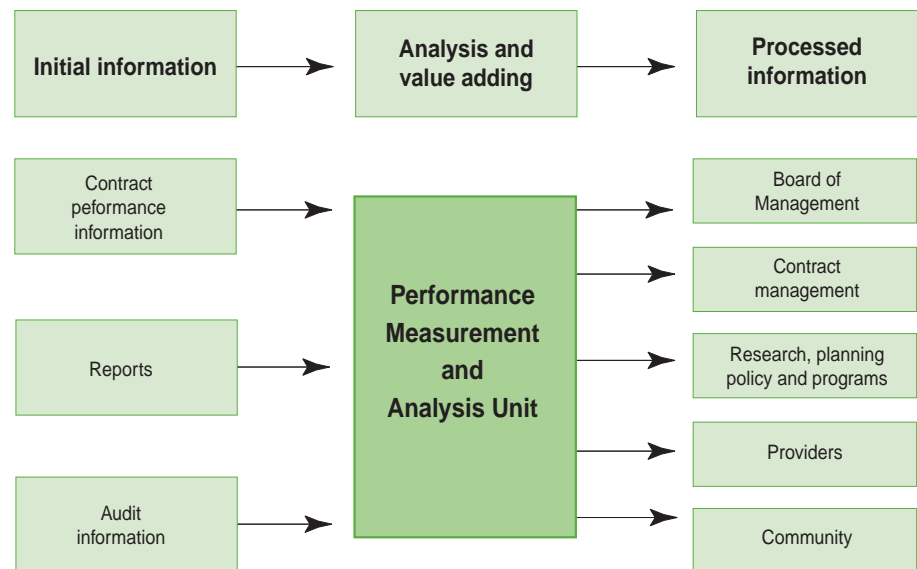 Initial information
Analysis and
value adding
Processed
information
Contract
peformance
information
Reports
Audit
information
Performance
Measurement
and
Analysis Unit
Board of
Management
Contract
management
Research, planning
policy and programs
Providers
Community